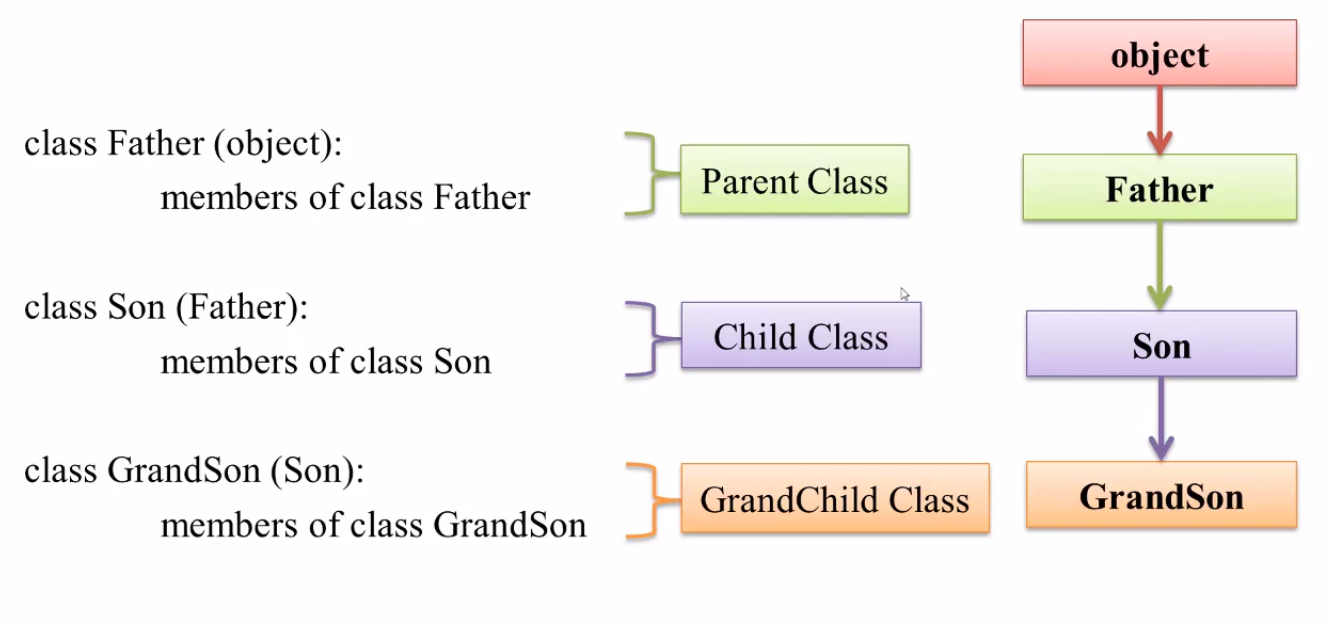 object
class Father (object):
members of class Father
Parent Class
Father
class Son (Father):
members of class Son
Child Class
Son
class GrandSon (Son):
members of class GrandSon
GrandChild Class
GrandSon